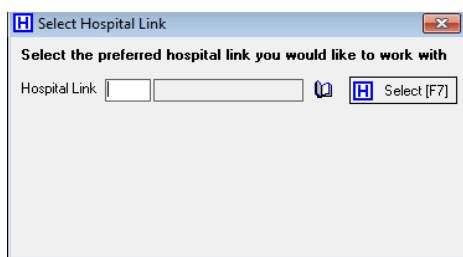 H Select Hospital Link
Select the preferred hospital link you would like to work with
Hospital Link H Select [F7]